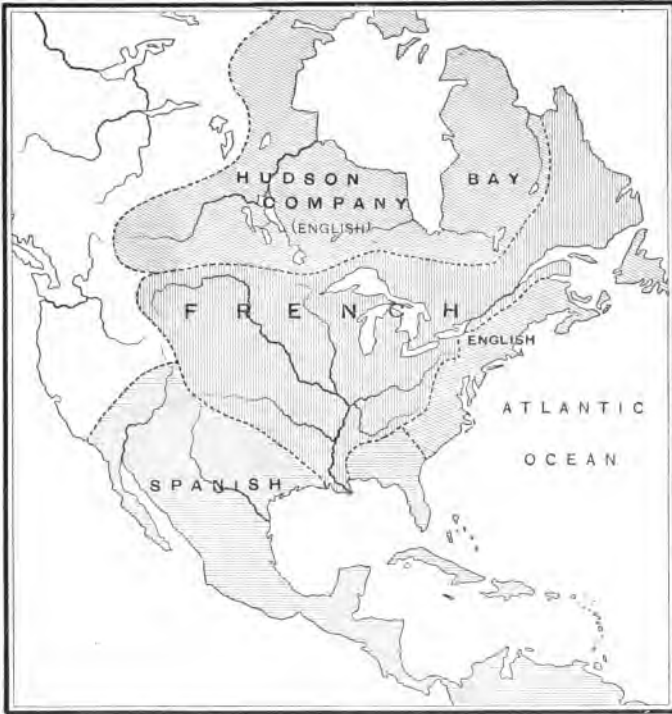 HUDSON BAY
COMPANY
(ENGLISH)
FRENCH
ENGLISH
ATLANTIC
OCEAN
SPANISH